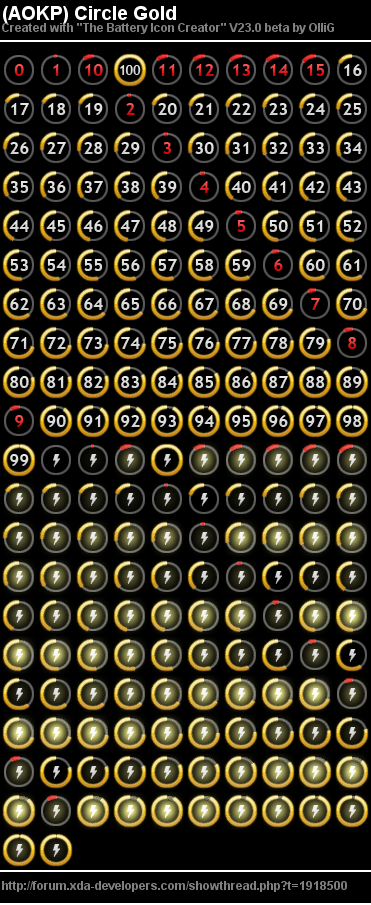 (AOKP) Circle Gold
Created with "The Battery Icon Creator" V23.0 beta by OlliG
0 1 10 100 11 12 13 14 15 16
17 18 19 2 20 21 22 23 24 25
26 27 28 29 3 30 31 32 33 34
35 36 37 38 39 4 40 41 42 43
44 45 46 47 48 49 5 50 51 52
53 54 55 56 57 58 59 6 60 61
62 63 64 65 66 67 68 69 7 70
71 72 73 74 75 76 77 78 79 8
80 81 82 83 84 85 86 87 88 89
9 90 91 92 93 94 95 96 97 98
99
http://forum.xda-developers.com/showthread.php?t=1918500